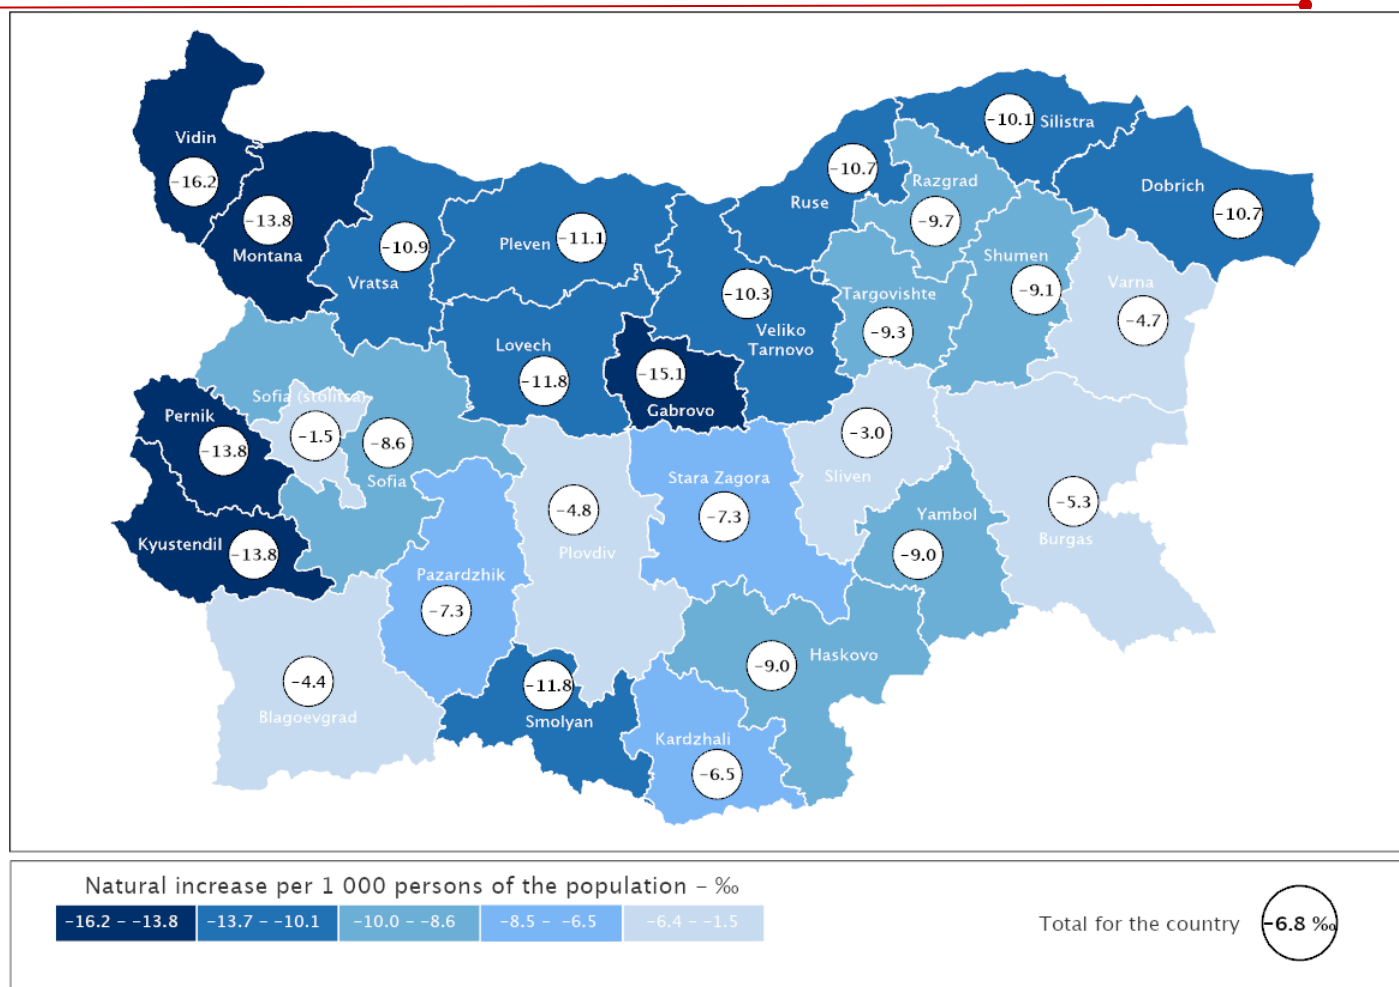 Vidin
-16.2
-13.8
Montana
-10.9
Vratsa
Pleven
-11.1
-10.7
Ruse
-10.1
Silistra
Razgrad
-9.7
Dobrich
-10.7
Shumen
-9.1
Varna
-4.7
Targovishte
-9.3
-10.3
Veliko
Tarnovo
Lovech
-11.8
-15.1
Gabrovo
Sofia (stolitsa)
-1.5
Pernik
-13.8
-8.6
Sofia
Kyustendil
-13.8
-3.0
Sliven
Stara Zagora
-7.3
-4.8
Plovdiv
Yambol
-9.0
-5.3
Burgas
Pazardzhik
-7.3
-4.4
Blagoevgrad
-11.8
Smolyan
-9.0
Haskovo
Kardzhali
-6.5
Natural increase per 1 000 persons of the population – ‰
-16.2 - -13.8
-13.7 - -10.1
-10.0 - -8.6
-8.5 - -6.5
-6.4 - -1.5
Total for the country
-6.8 ‰